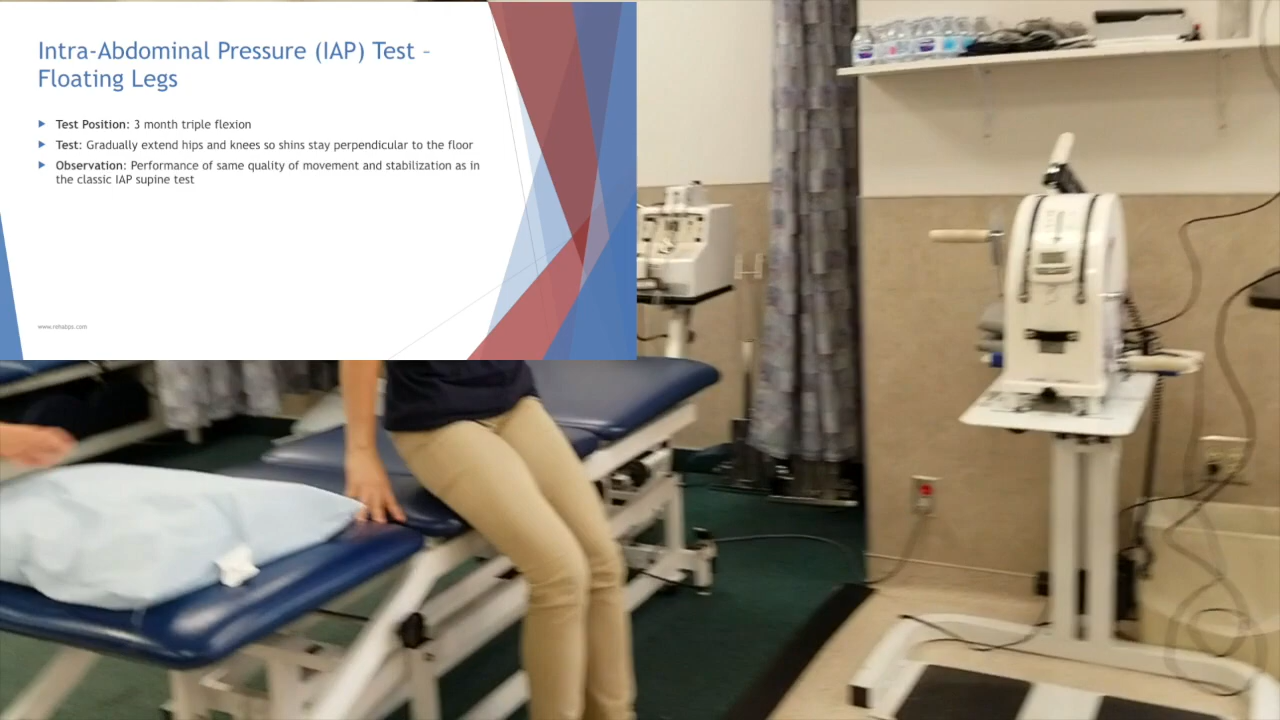 Intra-Abdominal Pressure (IAP) Test –
Floating Legs
Test Position: 3 month triple flexion
Test: Gradually extend hips and knees so shins stay perpendicular to the floor
Observation: Performance of same quality of movement and stabilization as in
the classic IAP supine test
www.rehabps.com